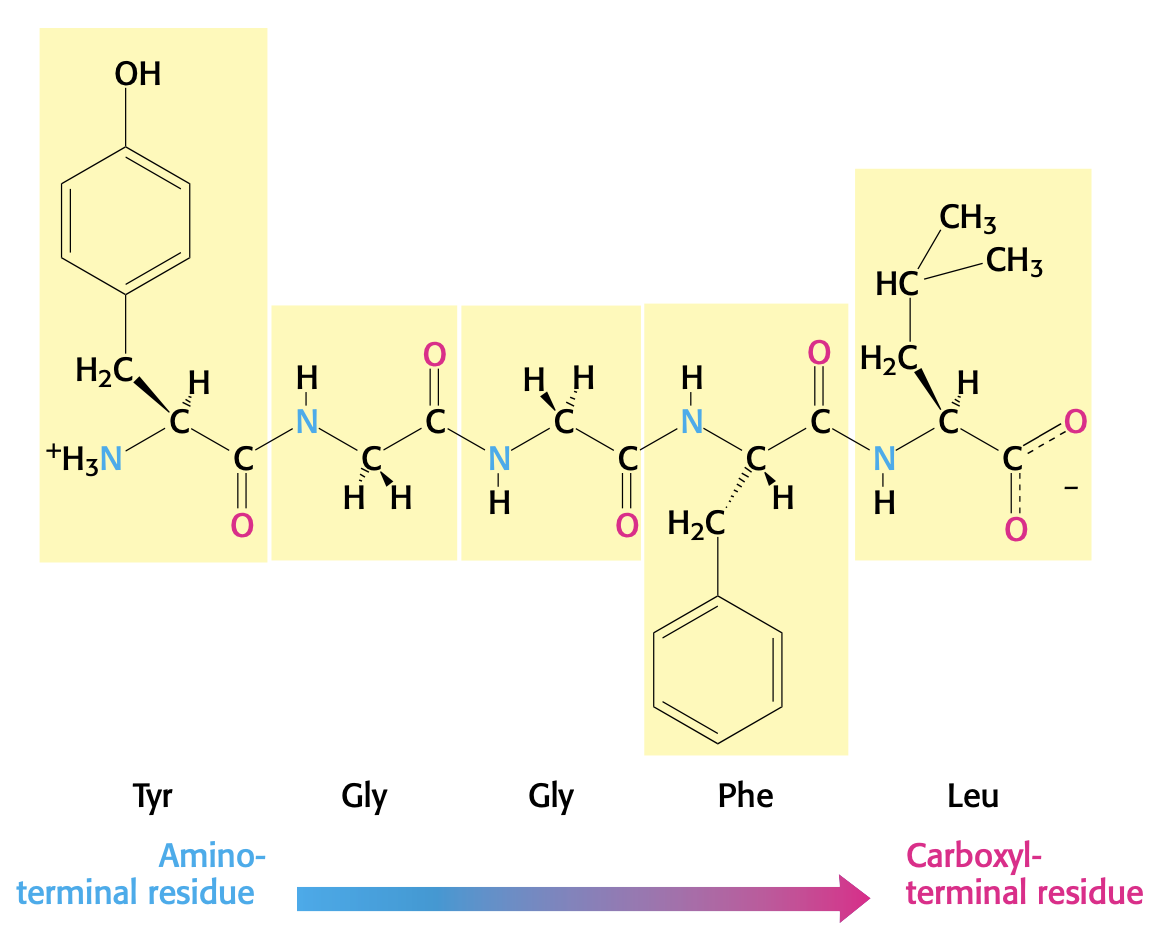 OH
CH₃
CH₃
HC
O
O
H₂C
H₂C
H
H
H
H
H
H
N
C
C
C
N
C
C
O
⁺H₃N
C
C
N
C
C
N
C
H
H
H
H
H
−
O
H₂C
O
O
Tyr
Gly
Gly
Phe
Leu
Amino-
terminal residue
Carboxyl-
terminal residue